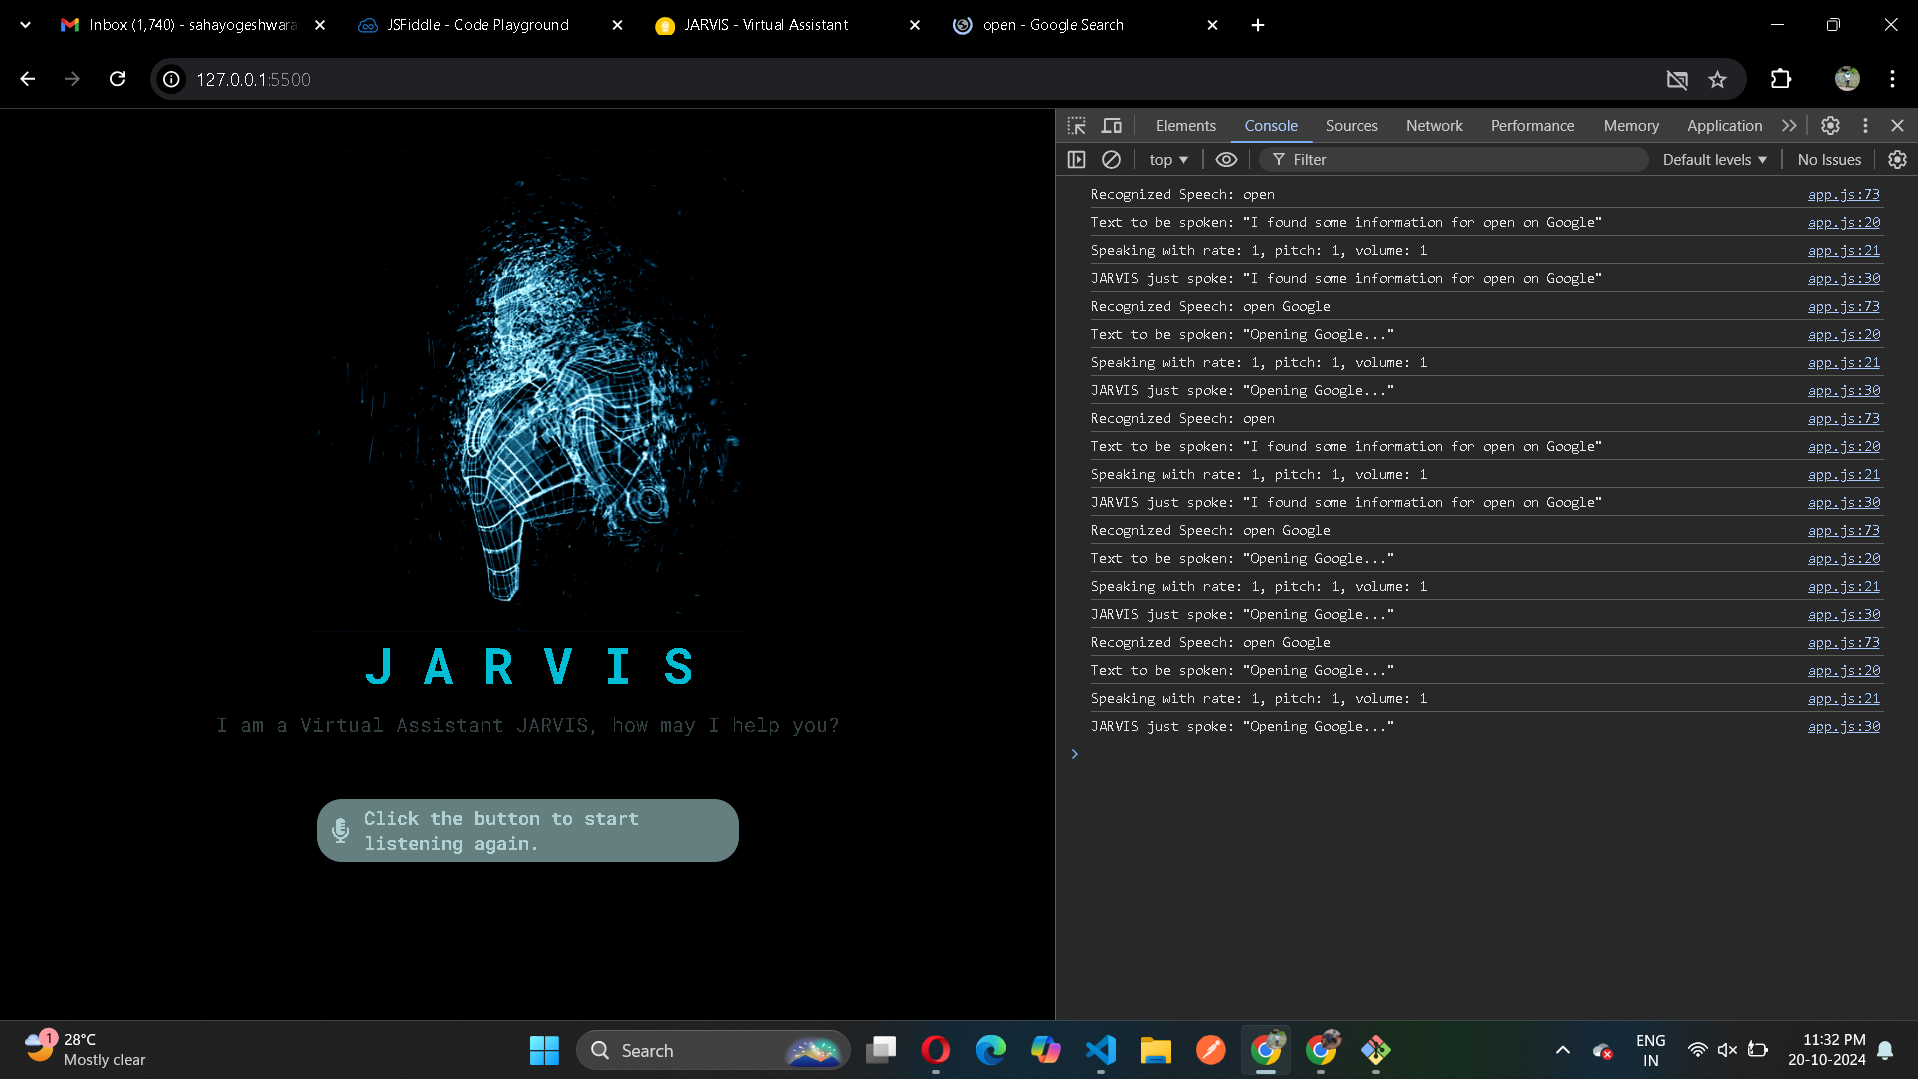 Inbox (1,740) - sahayogeshwara
JSFiddle - Code Playground
JARVIS - Virtual Assistant
open - Google Search
127.0.0.1:5500
Elements Console Sources Network Performance Memory Application
top Filter Default levels No Issues
Recognized Speech: open app.js:73
Text to be spoken: "I found some information for open on Google" app.js:20
Speaking with rate: 1, pitch: 1, volume: 1 app.js:21
JARVIS just spoke: "I found some information for open on Google" app.js:30
Recognized Speech: open Google app.js:73
Text to be spoken: "Opening Google..." app.js:20
Speaking with rate: 1, pitch: 1, volume: 1 app.js:21
JARVIS just spoke: "Opening Google..." app.js:30
Recognized Speech: open app.js:73
Text to be spoken: "I found some information for open on Google" app.js:20
Speaking with rate: 1, pitch: 1, volume: 1 app.js:21
JARVIS just spoke: "I found some information for open on Google" app.js:30
Recognized Speech: open Google app.js:73
Text to be spoken: "Opening Google..." app.js:20
Speaking with rate: 1, pitch: 1, volume: 1 app.js:21
JARVIS just spoke: "Opening Google..." app.js:30
Recognized Speech: open Google app.js:73
Text to be spoken: "Opening Google..." app.js:20
Speaking with rate: 1, pitch: 1, volume: 1 app.js:21
JARVIS just spoke: "Opening Google..." app.js:30
J A R V I S
I am a Virtual Assistant JARVIS, how may I help you?
Click the button to start
listening again.
1
28°C
Mostly clear
Search
ENG
IN
11:32 PM
20-10-2024